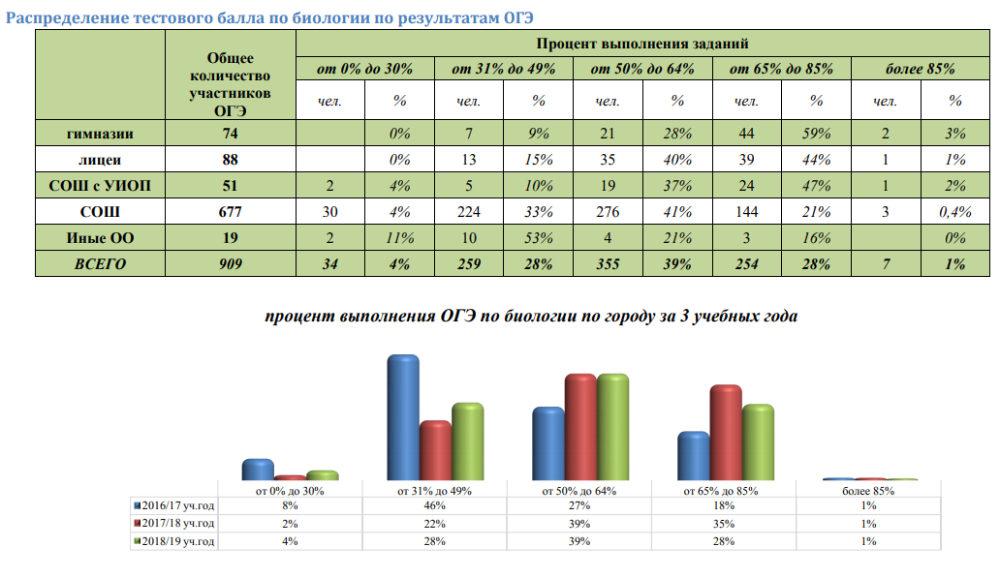 Распределение тестового балла по биологии по результатам ОГЭ
Общее количество участников ОГЭ
Процент выполнения заданий
от 0% до 30% от 31% до 49% от 50% до 64% от 65% до 85% более 85%
чел. % чел. % чел. % чел. % чел. %
гимназии 74 0% 7 9% 21 28% 44 59% 2 3%
лицеи 88 0% 13 15% 35 40% 39 44% 1 1%
СОШ с УИОП 51 2 4% 5 10% 19 37% 24 47% 1 2%
СОШ 677 30 4% 224 33% 276 41% 144 21% 3 0,4%
Иные ОО 19 2 11% 10 53% 4 21% 3 16% 0%
ВСЕГО 909 34 4% 259 28% 355 39% 254 28% 7 1%
процент выполнения ОГЭ по биологии по городу за 3 учебных года
от 0% до 30% от 31% до 49% от 50% до 64% от 65% до 85% более 85%
2016/17 уч.год 8% 46% 27% 18% 1%
2017/18 уч.год 2% 22% 39% 35% 1%
2018/19 уч.год 4% 28% 39% 28% 1%